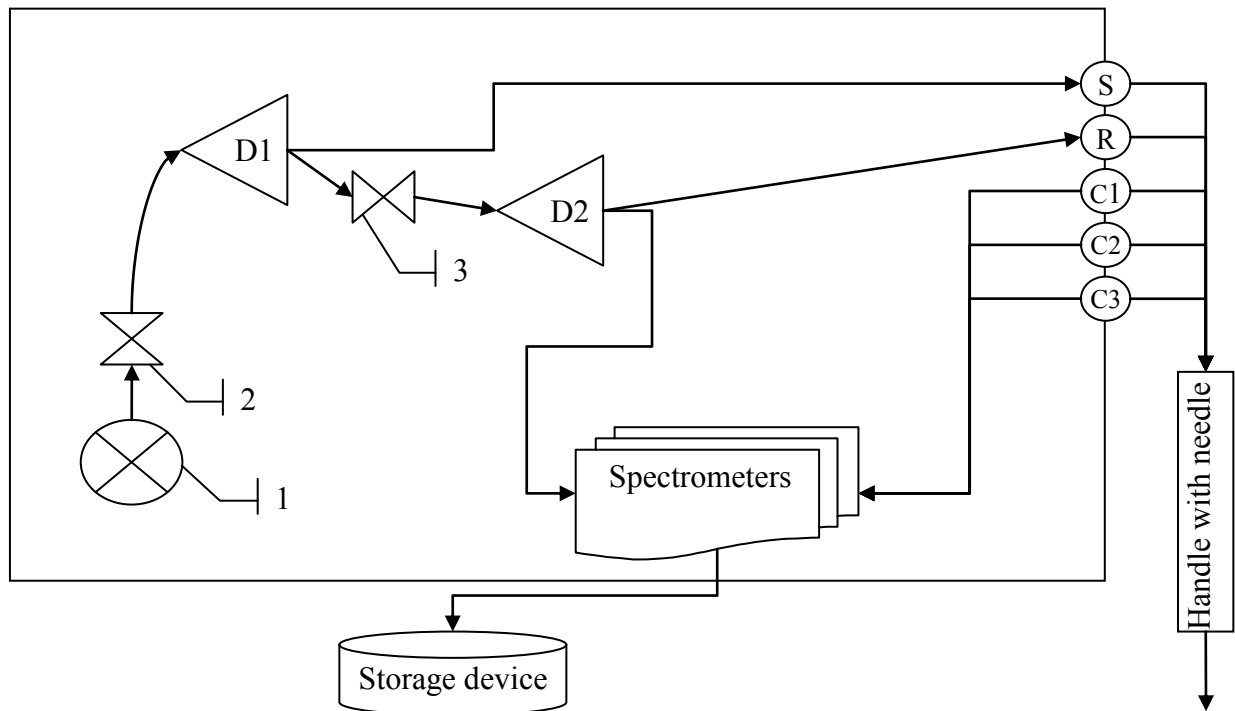 S
D1
R
C1
D2
C2
3
C3
2
Spectrometers
1
Handle with needle
Storage device